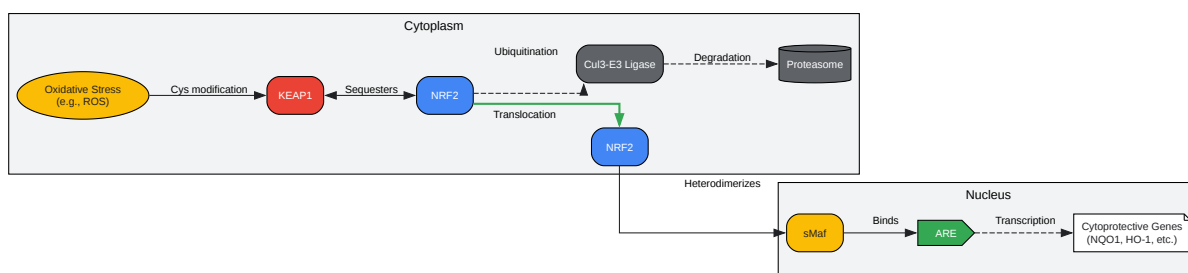 Cytoplasm
Ubiquitination
Cul3-E3 Ligase
Degradation
Proteasome
Oxidative Stress
(e.g., ROS)
Cys modification
KEAP1
Sequesters
NRF2
Translocation
NRF2
Heterodimerizes
Nucleus
sMaf
Binds
ARE
Transcription
Cytoprotective Genes
(NQO1, HO-1, etc.)